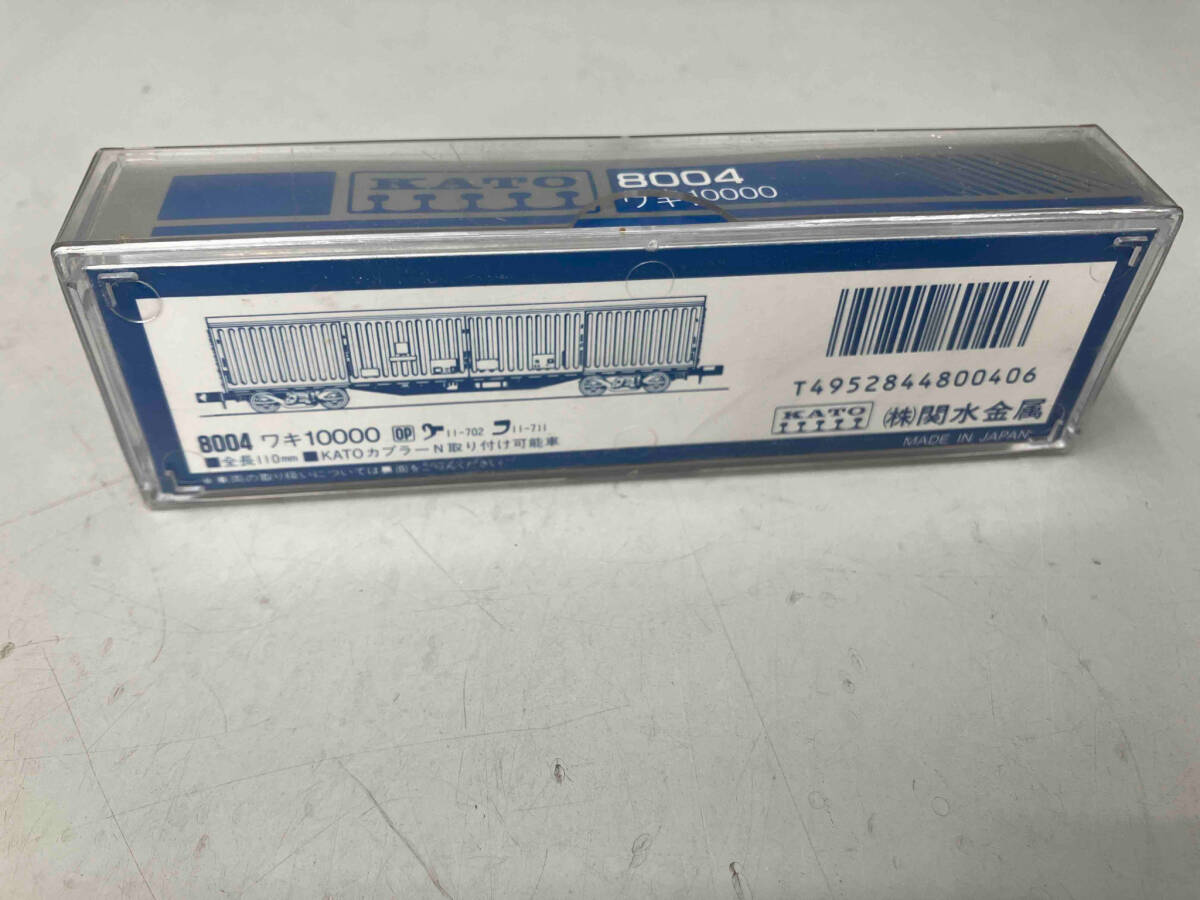 KATO
8004
ワキ10000
T4952844800406
8004 ワキ10000 OP 11-702 11-711
■全長110mm ■KATOカプラーN取り付け可能車
KATO (株)関水金属
MADE IN JAPAN